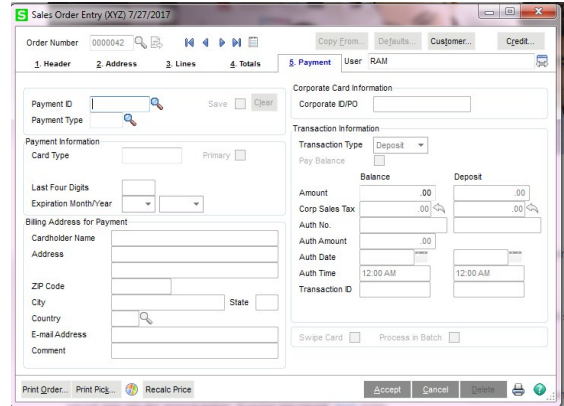 S Sales Order Entry (XYZ) 7/27/2017
Order Number 0000042 Copy From... Defaults... Customer... Credit...
1. Header 2. Address 3. Lines 4. Totals 5. Payment User RAM
Payment ID Save Clear
Payment Type
Corporate Card Information
Corporate ID/PO
Payment Information
Card Type Primary
Last Four Digits
Expiration Month/Year
Transaction Information
Transaction Type Deposit
Pay Balance
Balance Deposit
Amount .00 .00
Corp Sales Tax .00 .00
Auth No.
Auth Amount .00
Auth Date
Auth Time 12:00 AM 12:00 AM
Transaction ID
Billing Address for Payment
Cardholder Name
Address
ZIP Code
City State
Country
E-mail Address
Comment
Swipe Card Process in Batch
Print Order... Print Pick... Recalc Price Accept Cancel Delete